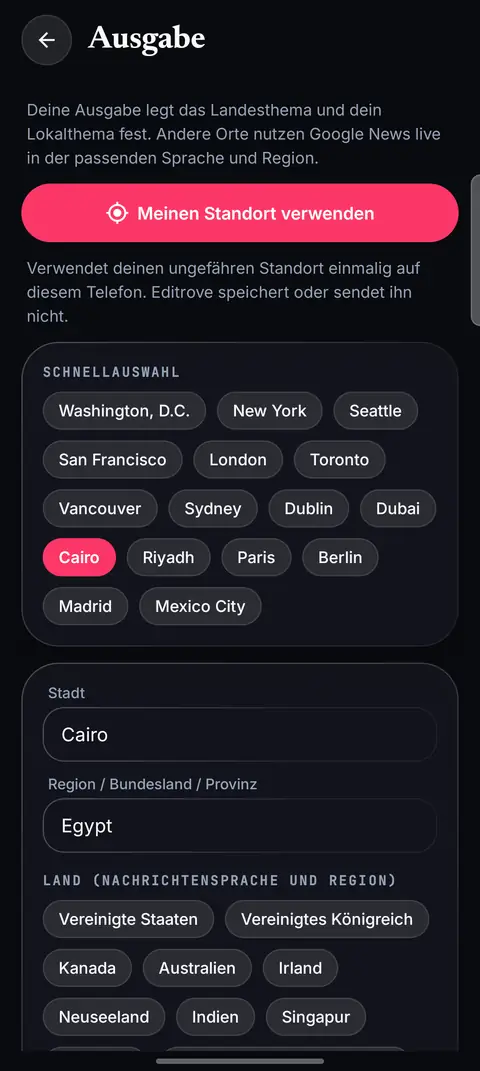 Ausgabe
Deine Ausgabe legt das Landesthema und dein
Lokalthema fest. Andere Orte nutzen Google News live
in der passenden Sprache und Region.
Meinen Standort verwenden
Verwendet deinen ungefähren Standort einmalig auf
diesem Telefon. Editrove speichert oder sendet ihn
nicht.
SCHNELLAUSWAHL
Washington, D.C. New York Seattle
San Francisco London Toronto
Vancouver Sydney Dublin Dubai
Cairo Riyadh Paris Berlin
Madrid Mexico City
Stadt
Cairo
Region / Bundesland / Provinz
Egypt
LAND (NACHRICHTENSPRACHE UND REGION)
Vereinigte Staaten Vereinigtes Königreich
Kanada Australien Irland
Neuseeland Indien Singapur